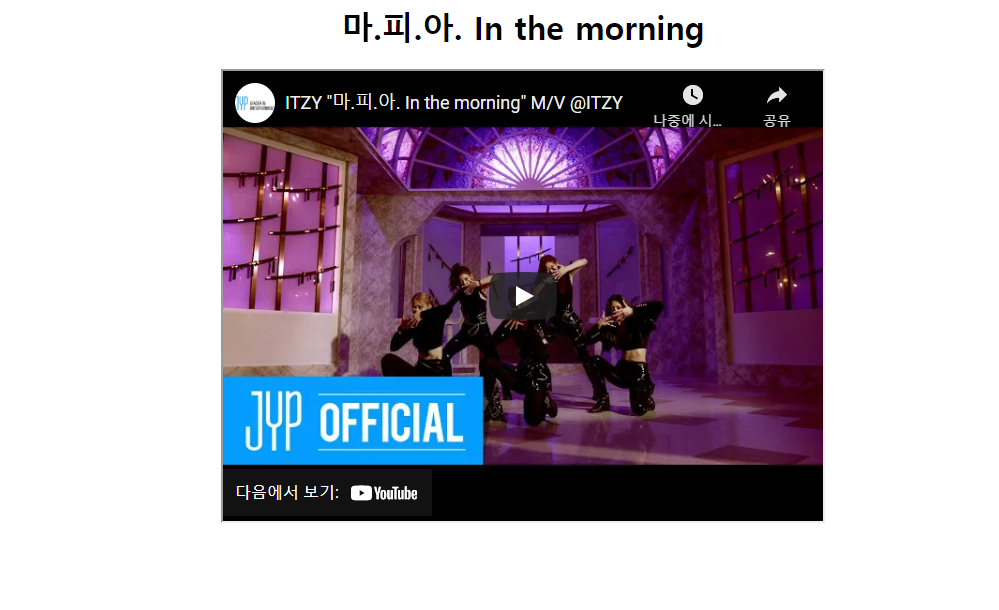 마.피.아. In the morning
ITZY "마.피.아. In the morning" M/V @ITZY
나중에 시...
공유
JYP OFFICIAL
다음에서 보기: YouTube